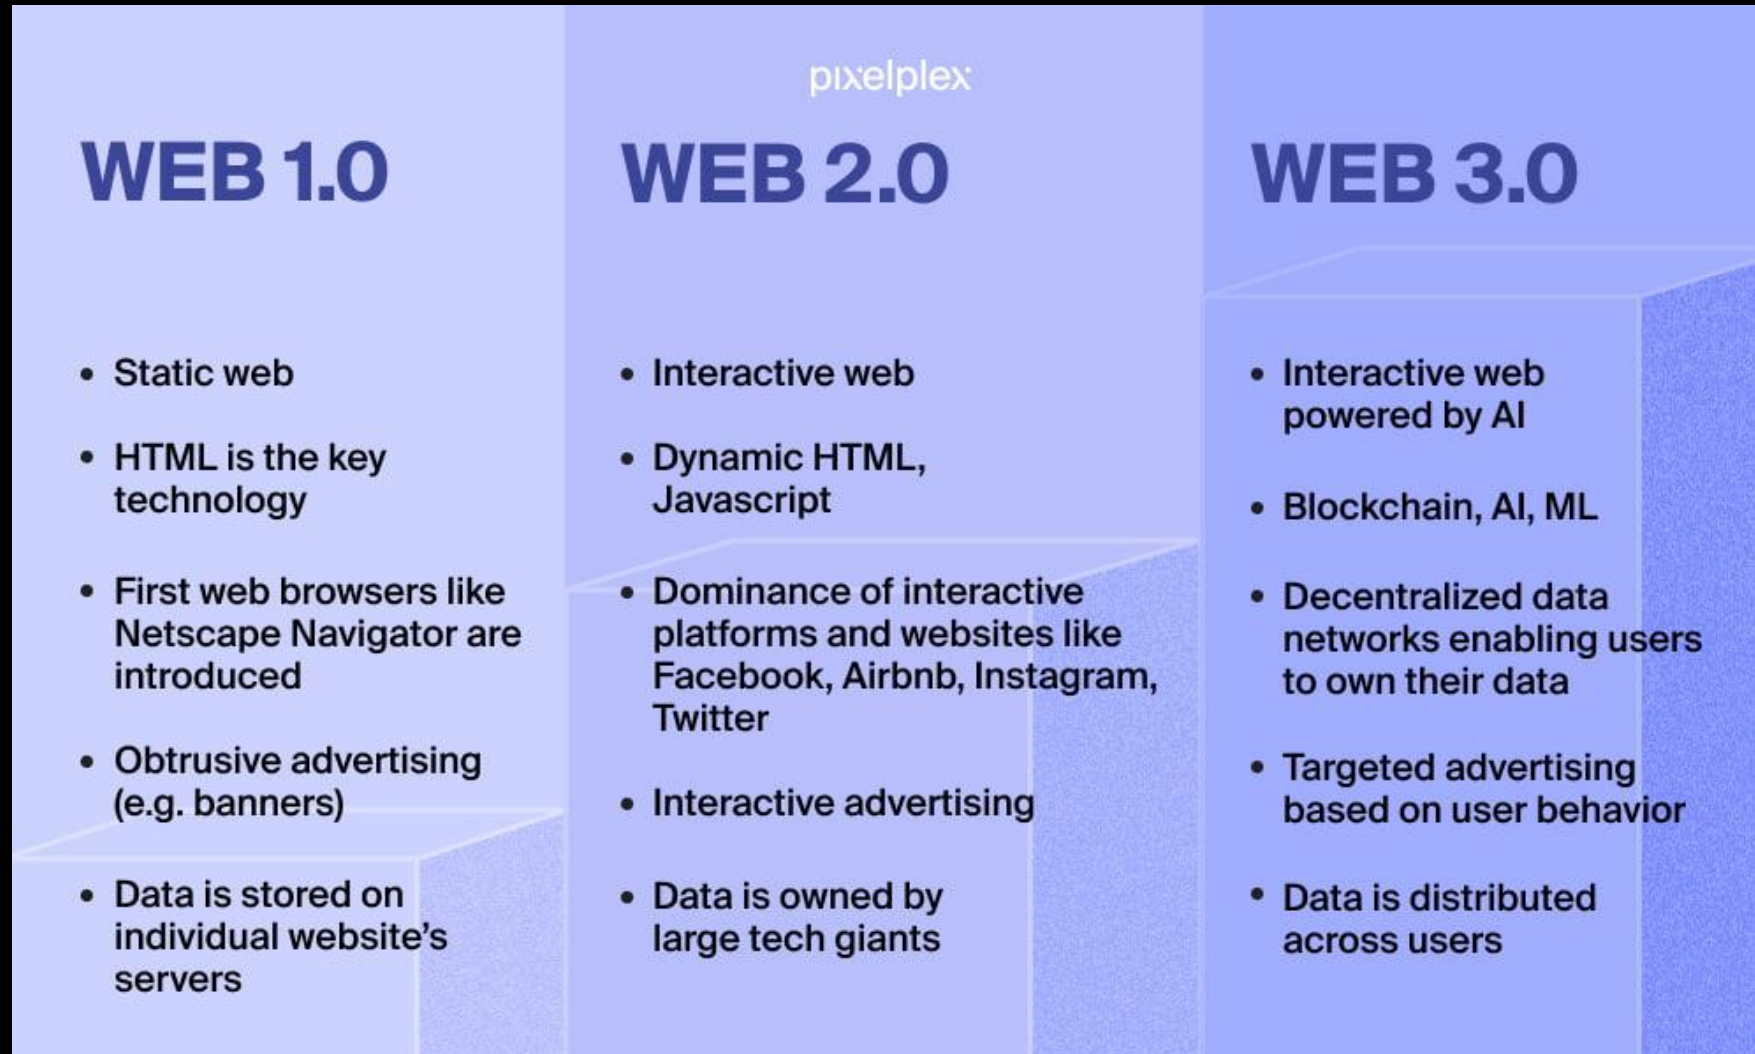 pixelplex
WEB 1.0
• Static web
• HTML is the key
technology
• First web browsers like
Netscape Navigator are
introduced
• Obtrusive advertising
(e.g. banners)
• Data is stored on
individual website's
servers
WEB 2.0
• Interactive web
• Dynamic HTML,
Javascript
• Dominance of interactive
platforms and websites like
Facebook, Airbnb, Instagram,
Twitter
• Interactive advertising
• Data is owned by
large tech giants
WEB 3.0
• Interactive web
powered by AI
• Blockchain, AI, ML
• Decentralized data
networks enabling users
to own their data
• Targeted advertising
based on user behavior
• Data is distributed
across users